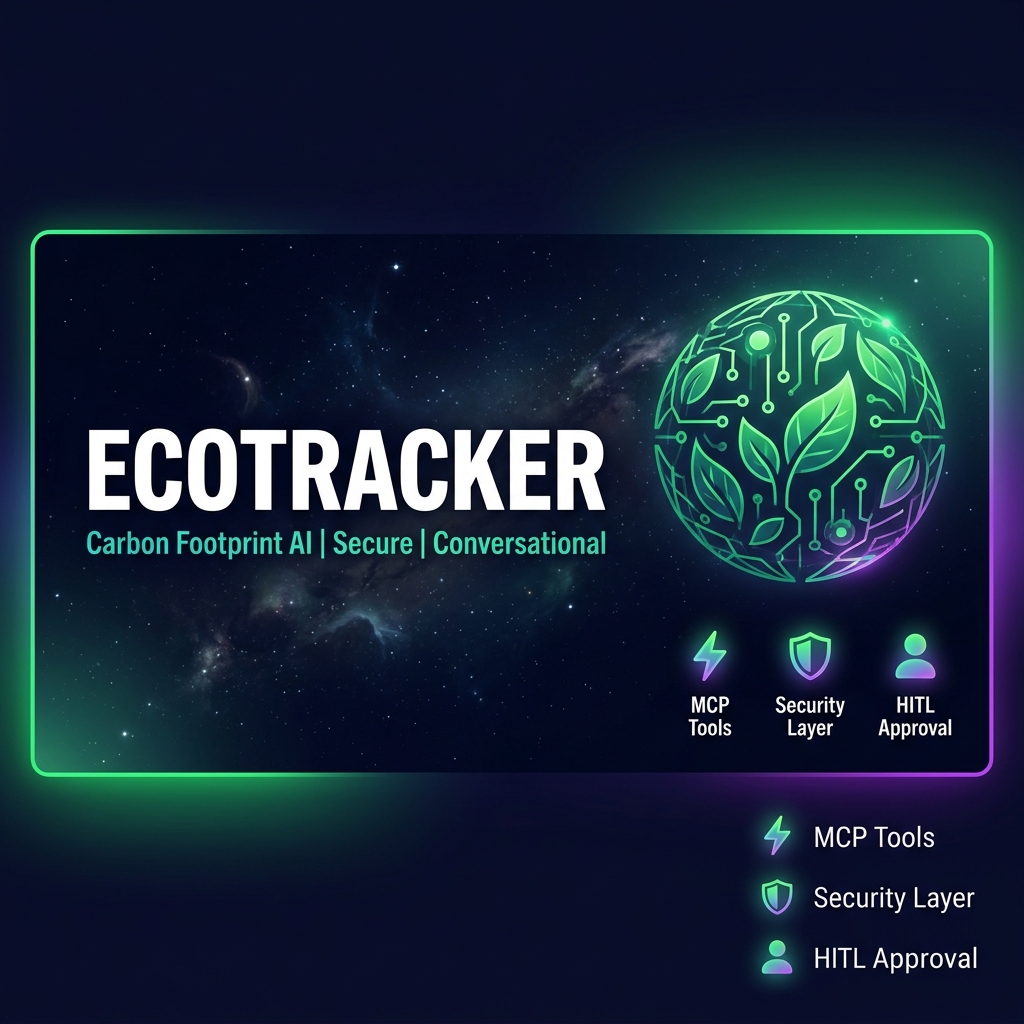 ECOTRACKER
Carbon Footprint AI | Secure | Conversational
MCP
Tools
Security
Layer
HITL
Approval
MCP Tools
Security Layer
HITL Approval